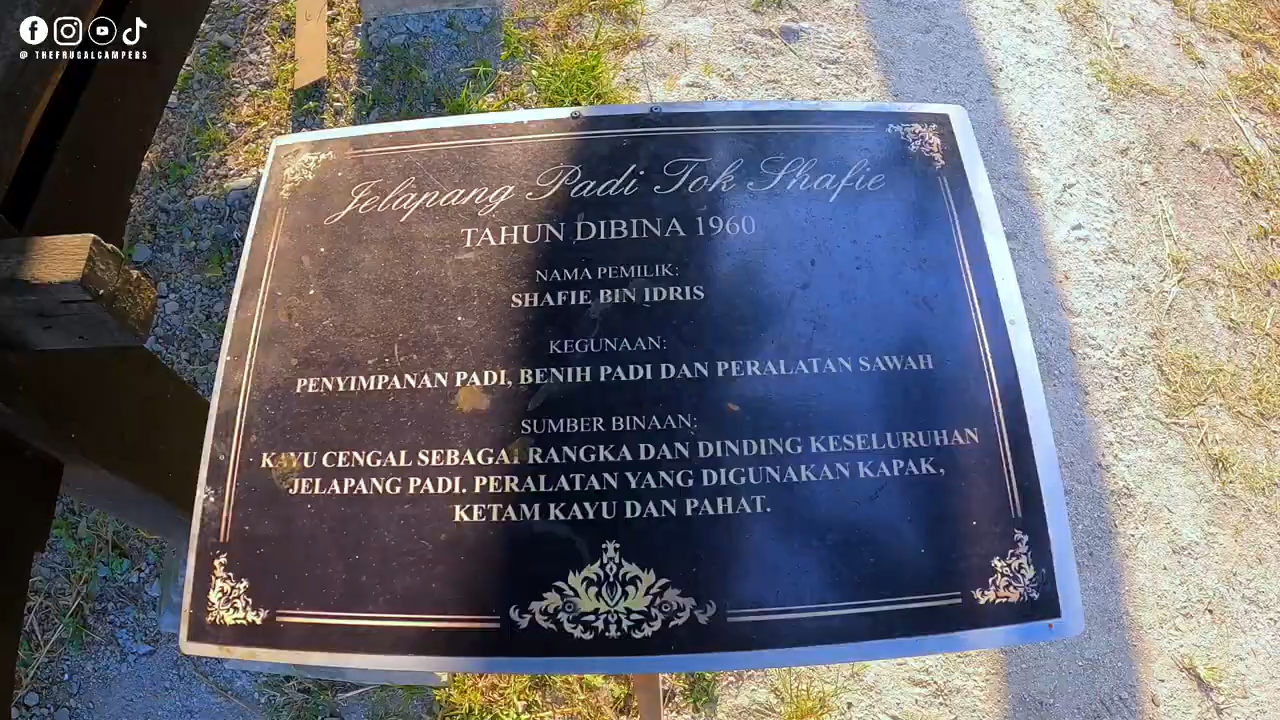 @ THEFRUGALCAMPERS
Jelapang Padi Tok Shafie
TAHUN DIBINA 1960
NAMA PEMILIK:
SHAFIE BIN IDRIS
KEGUNAAN:
PENYIMPANAN PADI, BENIH PADI DAN PERALATAN SAWAH
SUMBER BINAAN:
KAYU CENGAL SEBAGAI RANGKA DAN DINDING KESELURUHAN
JELAPANG PADI. PERALATAN YANG DIGUNAKAN KAPAK,
KETAM KAYU DAN PAHAT.